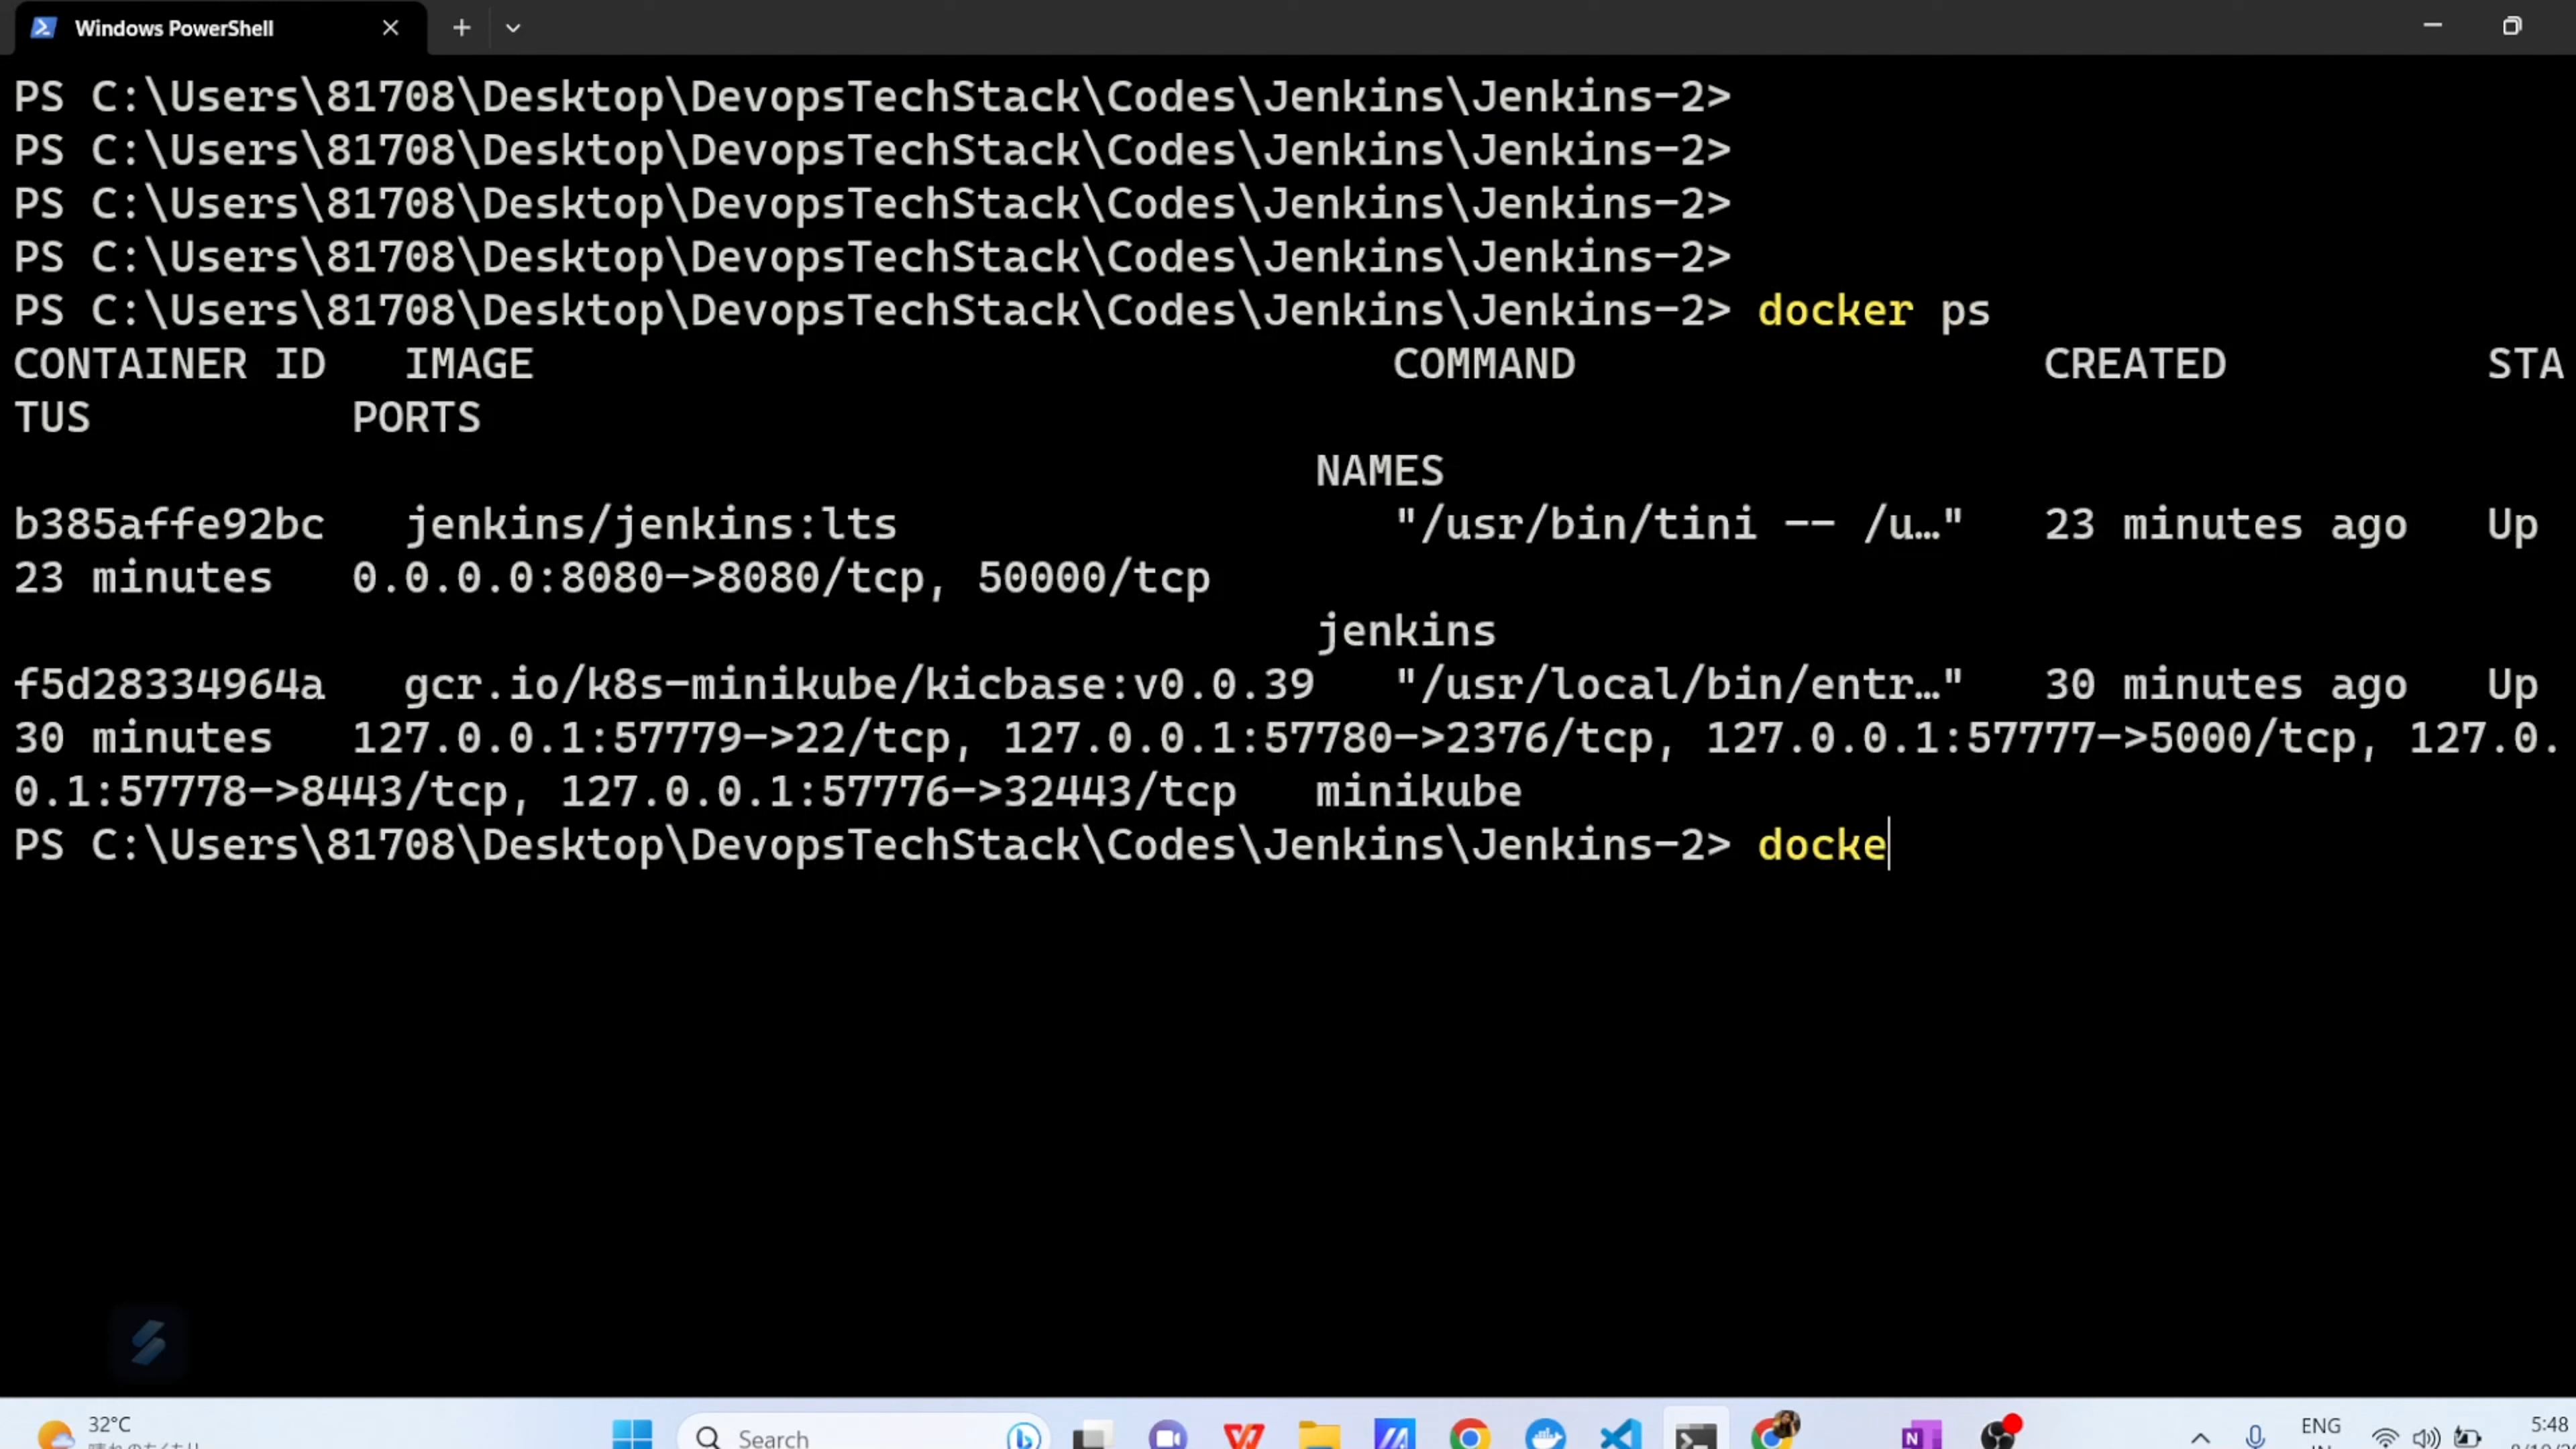 Windows PowerShell
PS C:\Users\81708\Desktop\DevopsTechStack\Codes\Jenkins\Jenkins-2>
PS C:\Users\81708\Desktop\DevopsTechStack\Codes\Jenkins\Jenkins-2>
PS C:\Users\81708\Desktop\DevopsTechStack\Codes\Jenkins\Jenkins-2>
PS C:\Users\81708\Desktop\DevopsTechStack\Codes\Jenkins\Jenkins-2>
PS C:\Users\81708\Desktop\DevopsTechStack\Codes\Jenkins\Jenkins-2> docker ps
CONTAINER ID   IMAGE                                 COMMAND                  CREATED          STA
TUS          PORTS
                                                  NAMES
b385affe92bc   jenkins/jenkins:lts                   "/usr/bin/tini -- /u…"   23 minutes ago   Up
23 minutes   0.0.0.0:8080->8080/tcp, 50000/tcp
                                                  jenkins
f5d28334964a   gcr.io/k8s-minikube/kicbase:v0.0.39   "/usr/local/bin/entr…"   30 minutes ago   Up
30 minutes   127.0.0.1:57779->22/tcp, 127.0.0.1:57780->2376/tcp, 127.0.0.1:57777->5000/tcp, 127.0.
0.1:57778->8443/tcp, 127.0.0.1:57776->32443/tcp   minikube
PS C:\Users\81708\Desktop\DevopsTechStack\Codes\Jenkins\Jenkins-2> docke
32°C
Search
ENG
5:48